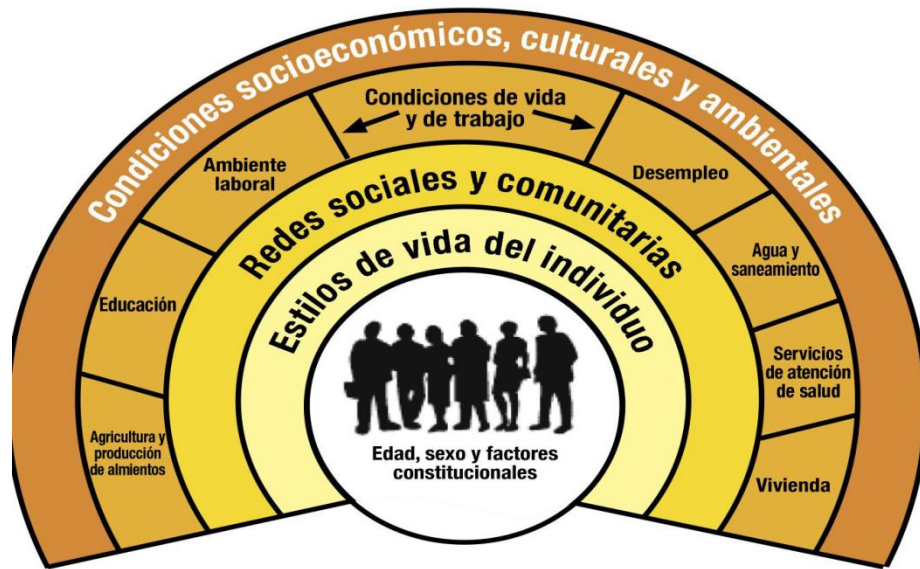 Condiciones socioeconómicos, culturales y ambientales
Condiciones de vida
y de trabajo
Ambiente
laboral
Desempleo
Educación
Agua y
saneamiento
Agricultura y
producción
de almientos
Servicios
de atención
de salud
Vivienda
Redes sociales y comunitarias
Estilos de vida del individuo
Edad, sexo y factores
constitucionales